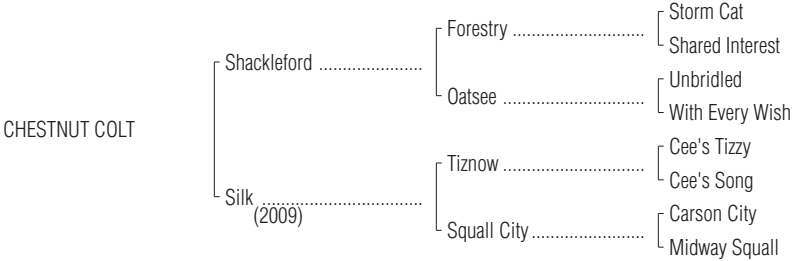 Storm Cat
Forestry ............................
Shared Interest
Shackleford ......................
Unbridled
Oatsee ..............................
With Every Wish
CHESTNUT COLT
Cee's Tizzy
Tiznow ..............................
Cee's Song
Silk ..................................
(2009)
Carson City
Squall City ........................
Midway Squall